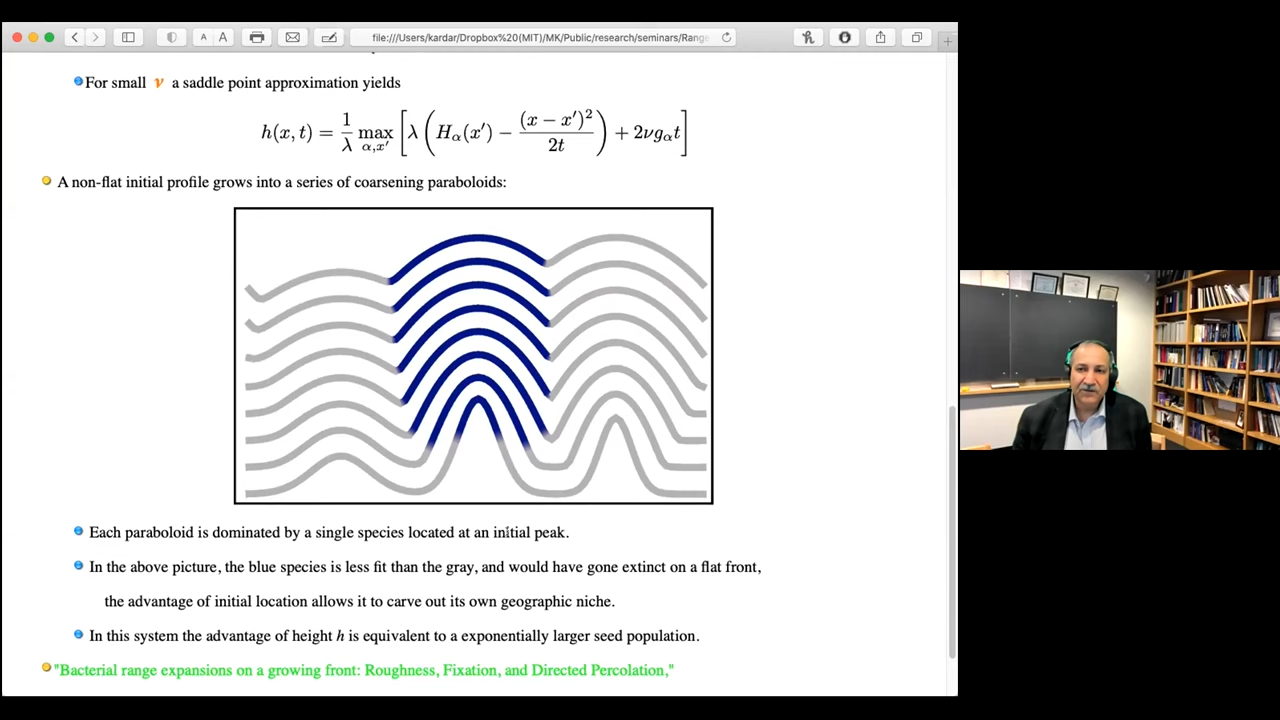 A A file:///Users/kardar/Dropbox%20(MIT)/MK/Public/research/seminars/Range
For small ν a saddle point approximation yields
h(x, t) = \frac{1}{λ} \max_{α,x'} [ λ ( H_α(x') − \frac{(x − x')^2}{2t} ) + 2νg_αt ]
A non-flat initial profile grows into a series of coarsening paraboloids:
Each paraboloid is dominated by a single species located at an initial peak.
In the above picture, the blue species is less fit than the gray, and would have gone extinct on a flat front,
the advantage of initial location allows it to carve out its own geographic niche.
In this system the advantage of height h is equivalent to a exponentially larger seed population.
"Bacterial range expansions on a growing front: Roughness, Fixation, and Directed Percolation,"